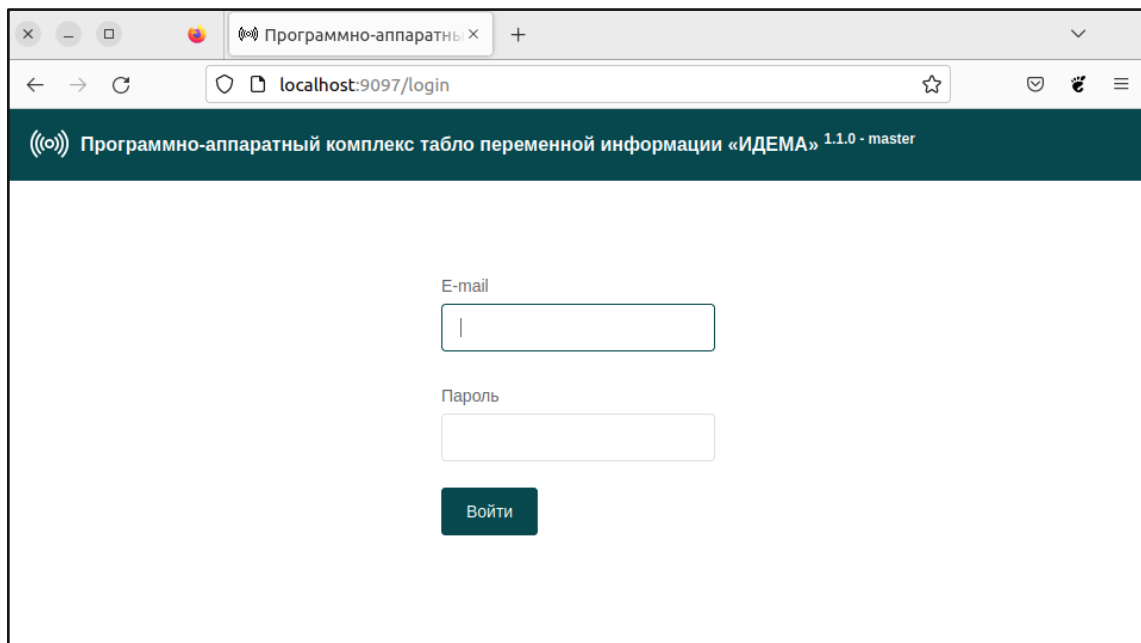 Программно-аппаратны
localhost:9097/login
Программно-аппаратный комплекс табло переменной информации «ИДЕМА» 1.1.0 - master
E-mail
Пароль
Войти